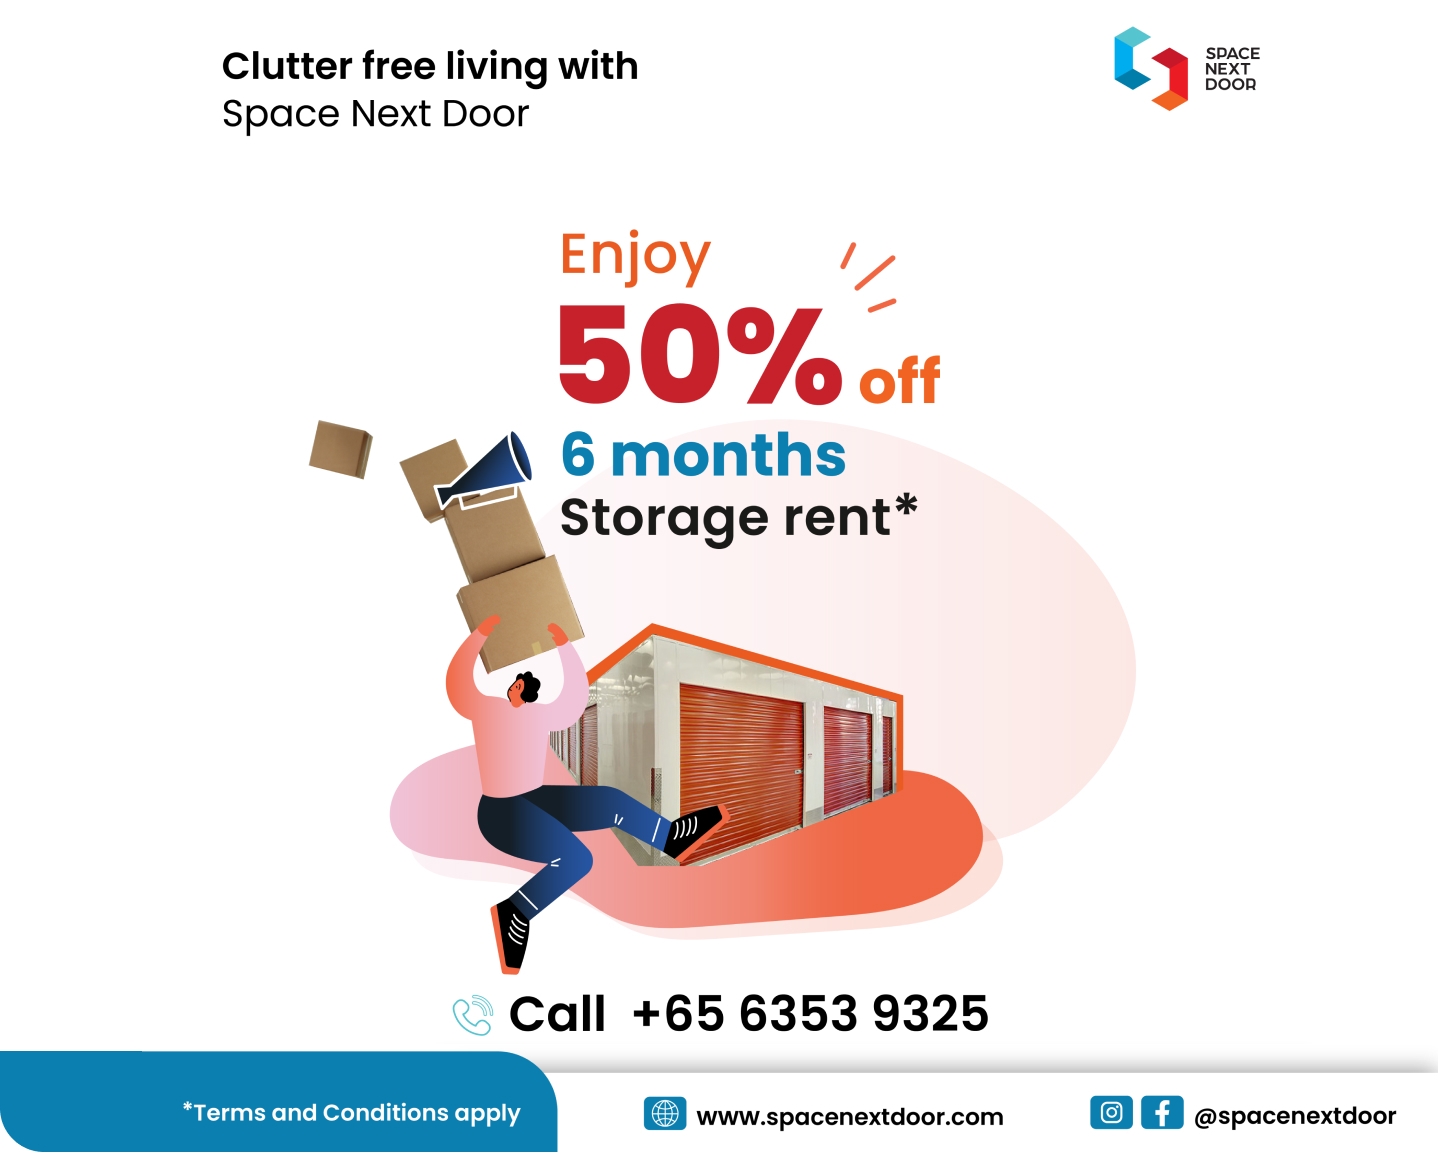 Clutter free living with
Space Next Door
SPACE
NEXT
DOOR
Enjoy
50% off
6 months
Storage rent*
Call +65 6353 9325
*Terms and Conditions apply
www.spacenextdoor.com
@spacenextdoor